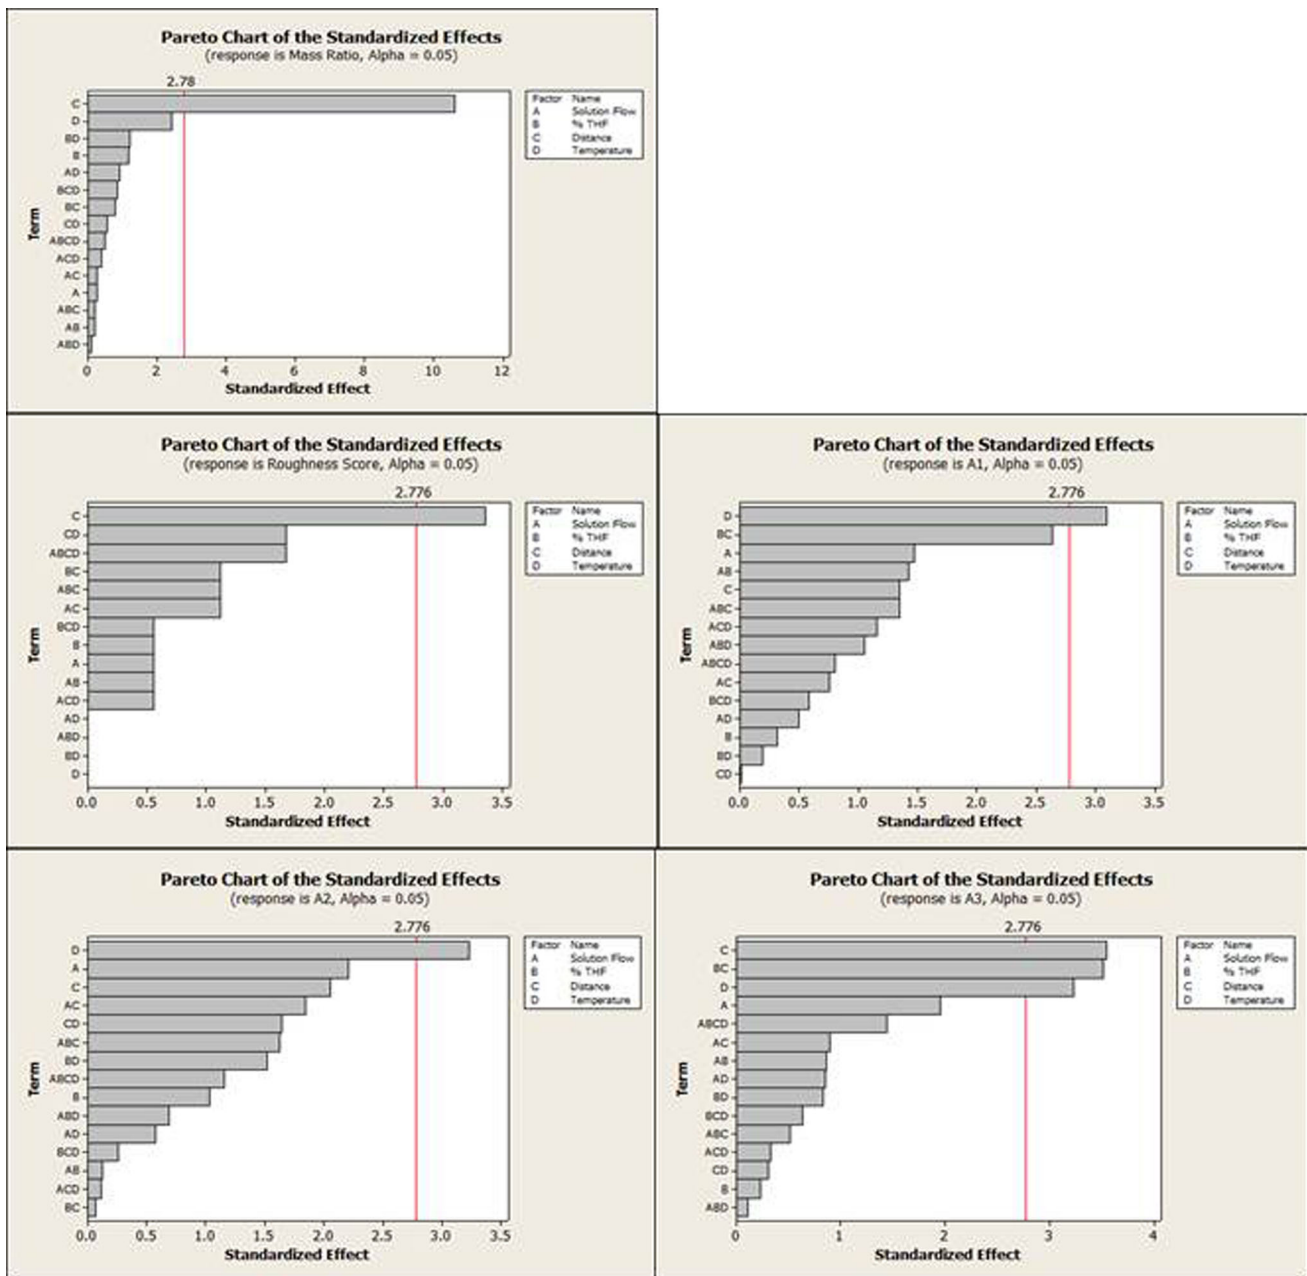 Pareto Chart of the Standardized Effects
(response is Mass Ratio, Alpha = 0.05)
2.78
Term
C
D
BD
B
AD
BCD
BC
CD
ABCD
ACD
AC
A
ABC
AB
ABD
0 2 4 6 8 10 12
Standardized Effect
Factor Name
A Solution Flow
B % THF
C Distance
D Temperature
Pareto Chart of the Standardized Effects
(response is Roughness Score, Alpha = 0.05)
2.776
Term
C
CD
ABCD
BC
ABC
AC
BCD
B
A
AB
ACD
AD
ABD
BD
D
0.0 0.5 1.0 1.5 2.0 2.5 3.0 3.5
Standardized Effect
Factor Name
A Solution Flow
B % THF
C Distance
D Temperature
Pareto Chart of the Standardized Effects
(response is A1, Alpha = 0.05)
2.776
Term
D
BC
A
AB
C
ABC
ACD
ABD
ABCD
AC
BCD
AD
B
BD
CD
0.0 0.5 1.0 1.5 2.0 2.5 3.0 3.5
Standardized Effect
Factor Name
A Solution Flow
B % THF
C Distance
D Temperature
Pareto Chart of the Standardized Effects
(response is A2, Alpha = 0.05)
2.776
Term
D
A
C
AC
CD
ABC
BD
ABCD
B
ABD
AD
BCD
AB
ACD
BC
0.0 0.5 1.0 1.5 2.0 2.5 3.0 3.5
Standardized Effect
Factor Name
A Solution Flow
B % THF
C Distance
D Temperature
Pareto Chart of the Standardized Effects
(response is A3, Alpha = 0.05)
2.776
Term
C
BC
D
A
ABCD
AC
AB
AD
BD
BCD
ABC
ACD
CD
B
ABD
0 1 2 3 4
Standardized Effect
Factor Name
A Solution Flow
B % THF
C Distance
D Temperature